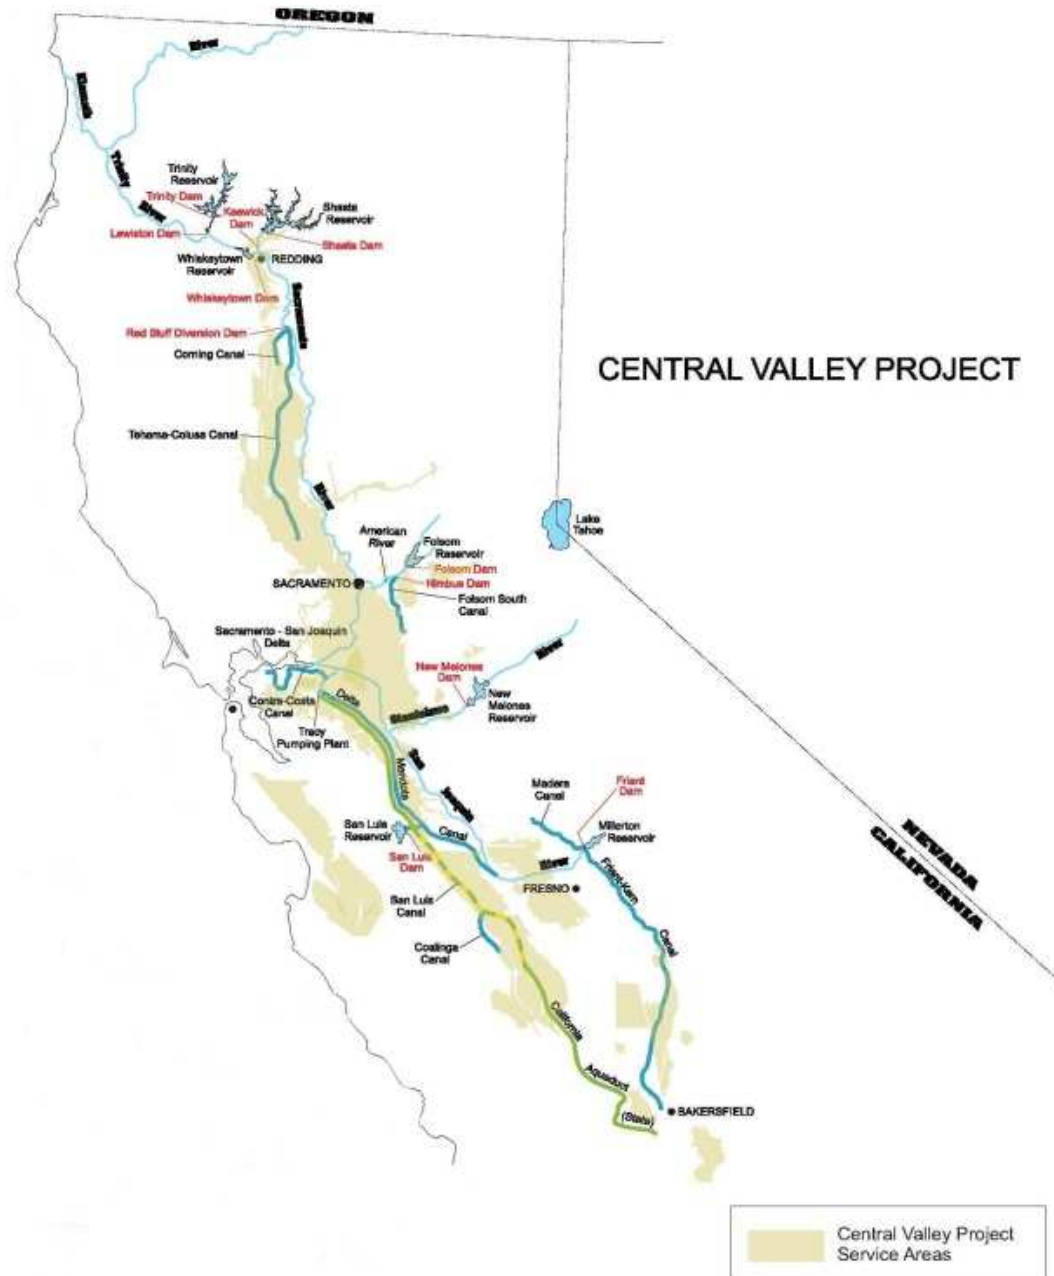 OREGON
River
Klamath
Trinity
River
Trinity
Reservoir
Trinity Dam
Keswick
Dam
Shasta
Reservoir
Lewiston Dam
Shasta Dam
Whiskeytown
Reservoir
REDDING
Whiskeytown Dam
Sacramento
Red Bluff Diversion Dam
Corning Canal
CENTRAL VALLEY PROJECT
Tehama-Colusa Canal
River
American
River
Folsom
Reservoir
Lake
Tahoe
Folsom Dam
SACRAMENTO
Nimbus Dam
Folsom South
Canal
Sacramento - San Joaquin
Delta
River
New Melones
Dam
New
Melones
Reservoir
Contra-Costa
Canal
Delta
Stanislaus
Tracy
Pumping Plant
San
Mendota
Joaquin
Madera
Canal
Friant
Dam
San Luis
Reservoir
Canal
Millerton
Reservoir
NEVADA
CALIFORNIA
San Luis
Dam
River
FRESNO
Friant-Kern
San Luis
Canal
Canal
Coalinga
Canal
California
Aquaduct
(State)
BAKERSFIELD
Central Valley Project
Service Areas